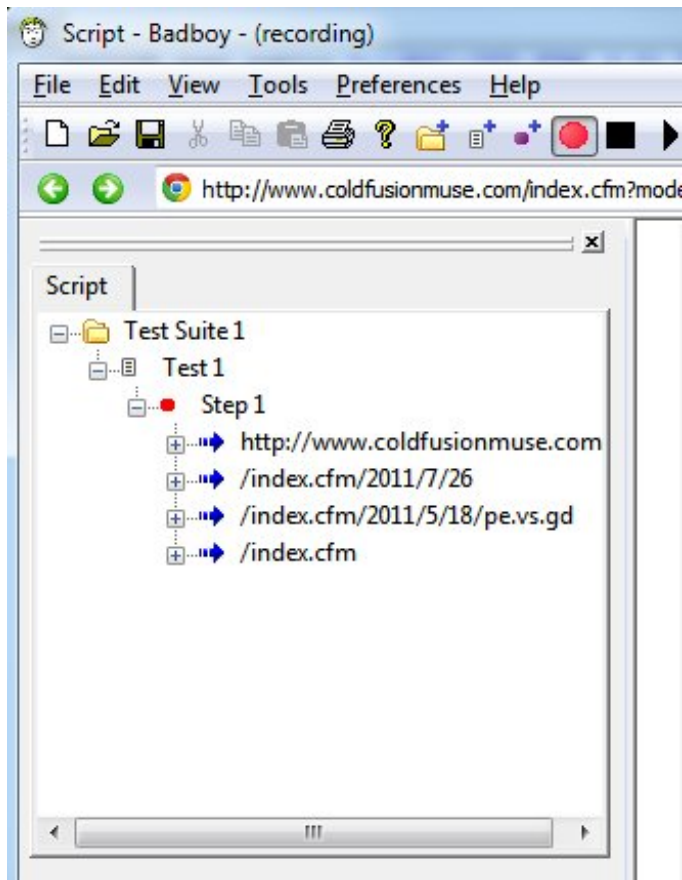 Script - Badboy - (recording)
File Edit View Tools Preferences Help
http://www.coldfusionmuse.com/index.cfm?mode
Script
Test Suite 1
Test 1
Step 1
http://www.coldfusionmuse.com
/index.cfm/2011/7/26
/index.cfm/2011/5/18/pe.vs.gd
/index.cfm